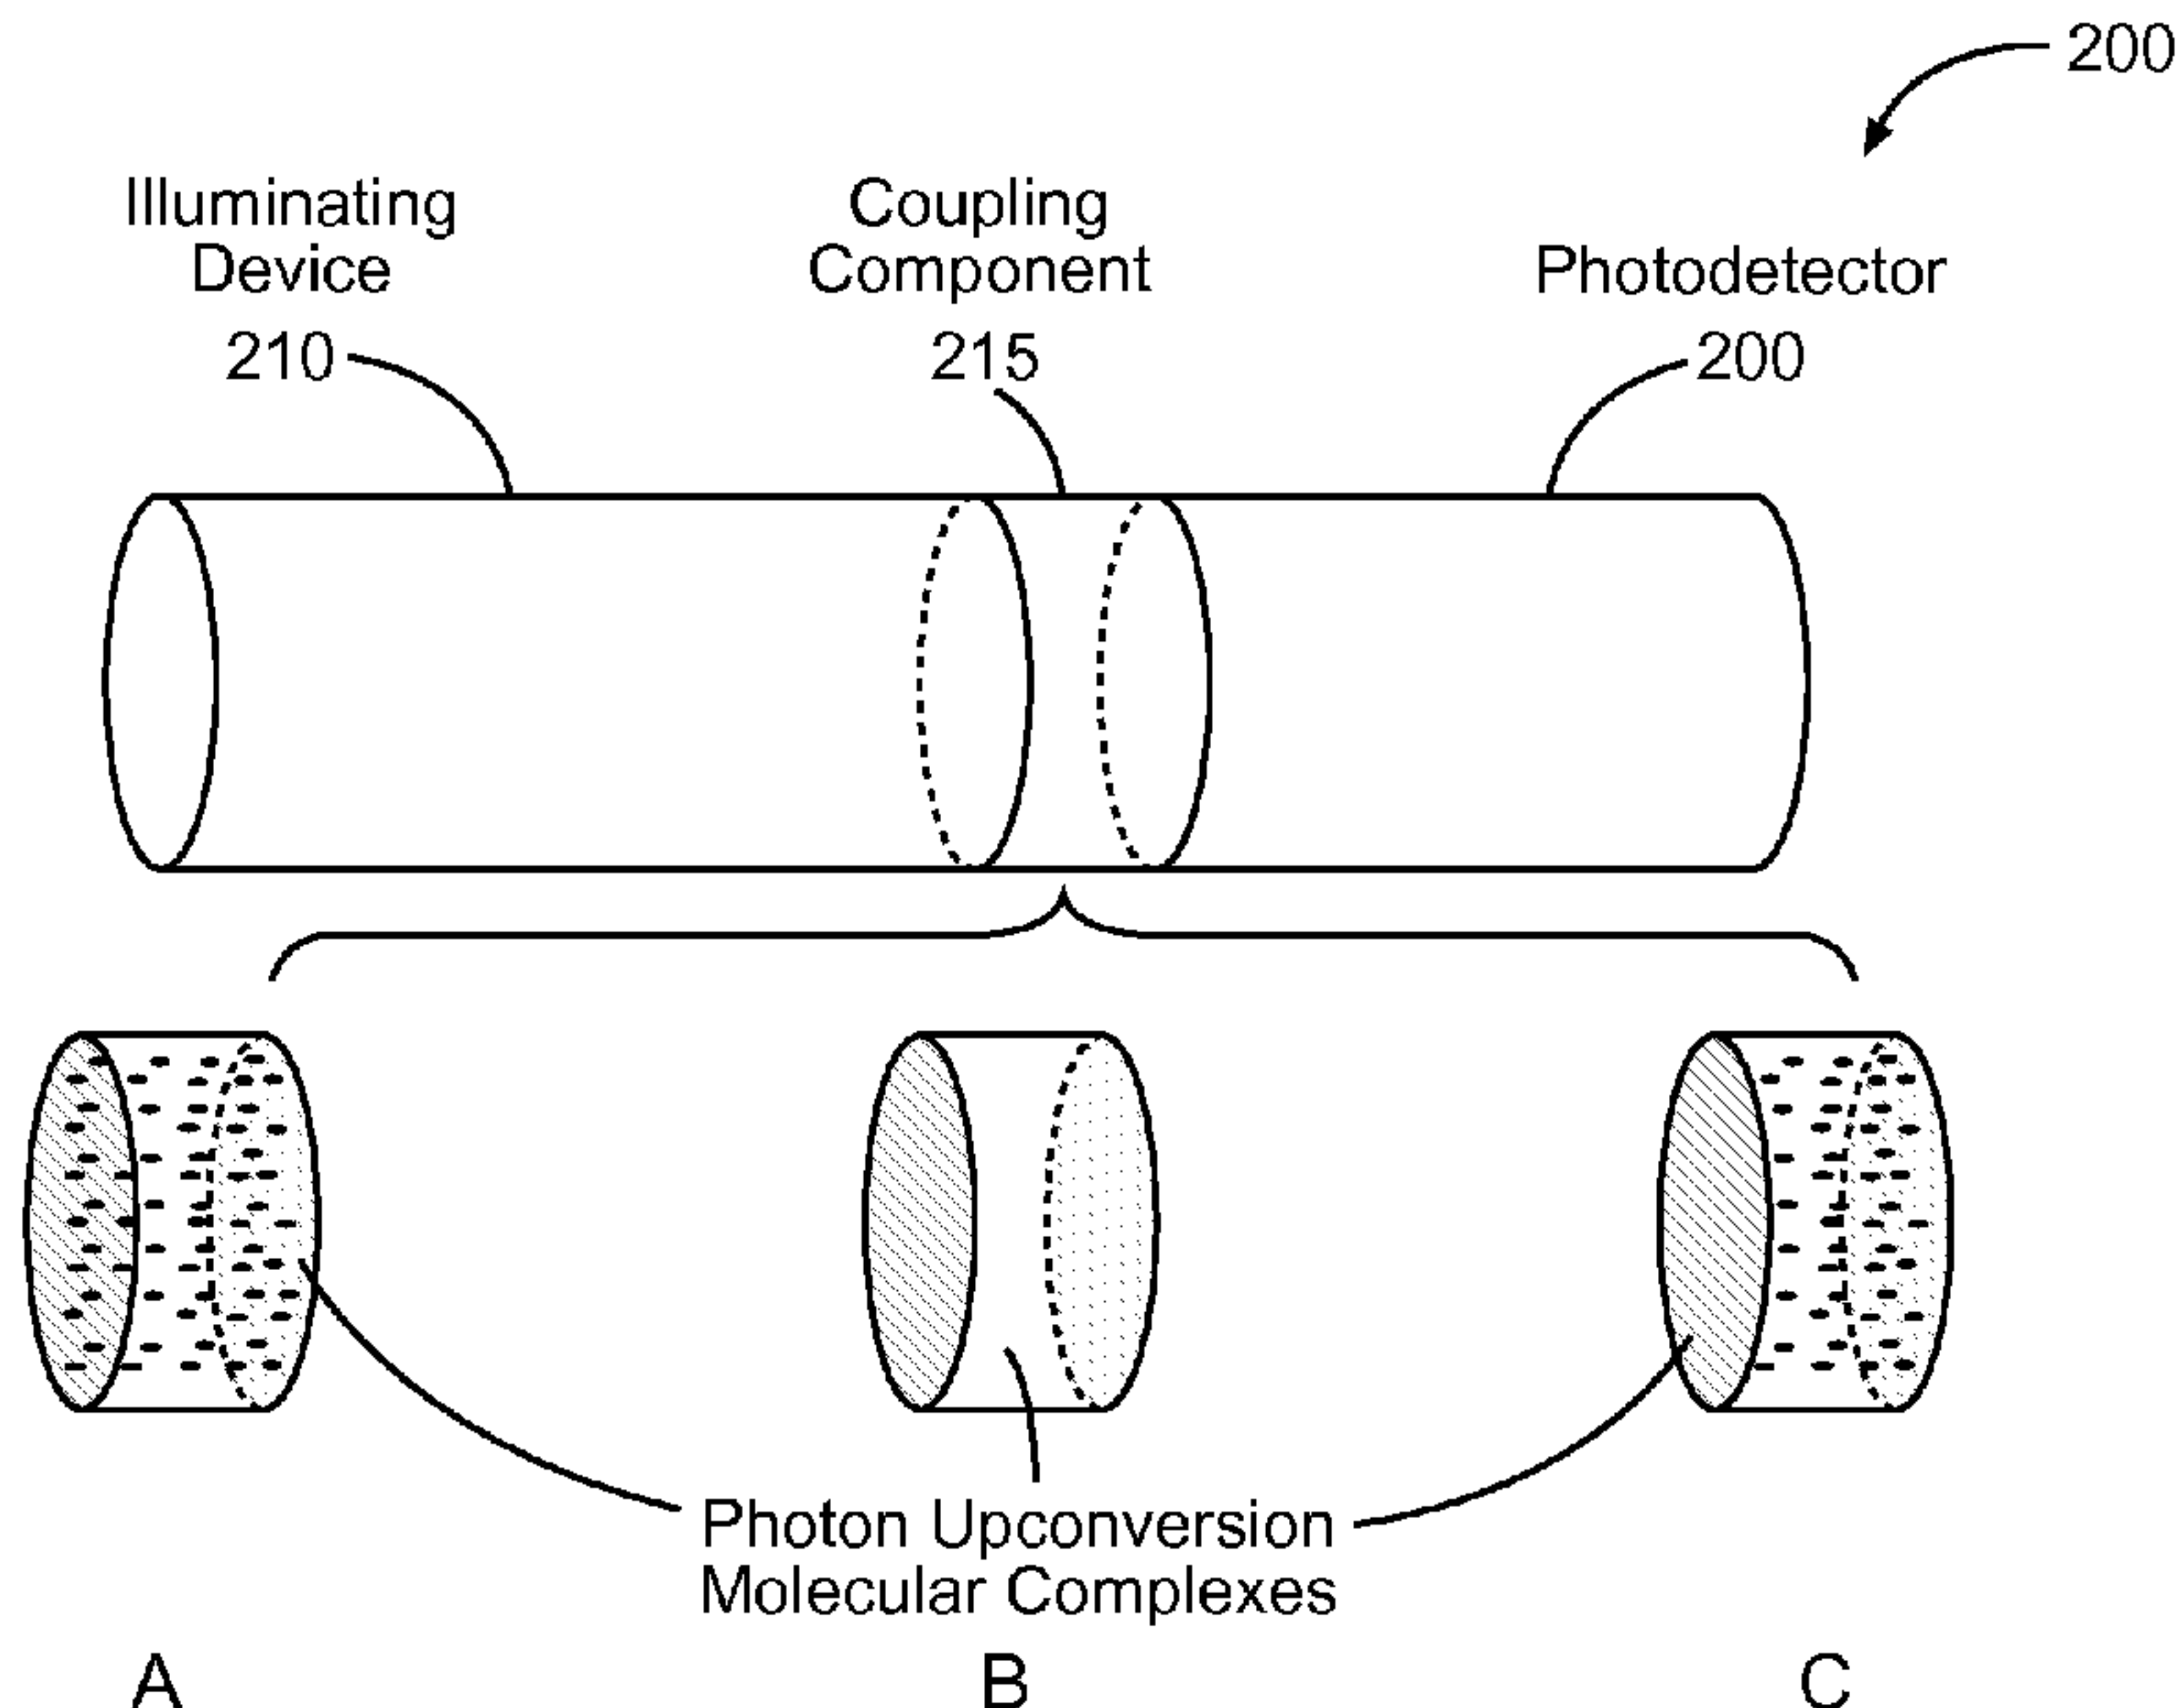 200
Illuminating
Device
210
Coupling
Component
215
Photodetector
200
Photon Upconversion
Molecular Complexes
A
B
C